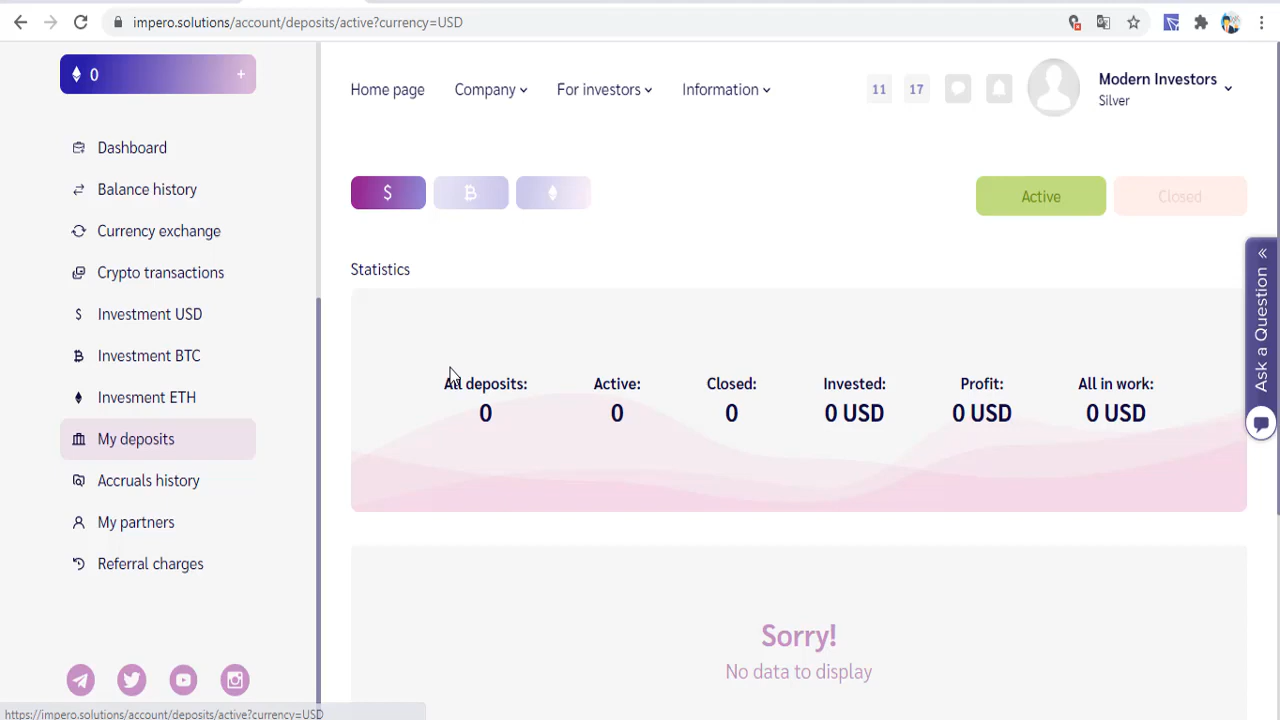 impero.solutions/account/deposits/active?currency=USD
0 +
Home page Company For investors Information 11 17 Modern Investors
Silver
Dashboard
Balance history
Currency exchange
Crypto transactions
$ Investment USD
Investment BTC
Invesment ETH
My deposits
Accruals history
My partners
Referral charges
$
Active Closed
Statistics
All deposits: Active: Closed: Invested: Profit: All in work:
0 0 0 0 USD 0 USD 0 USD
Ask a Question
Sorry!
No data to display
https://impero.solutions/account/deposits/active?currency=USD